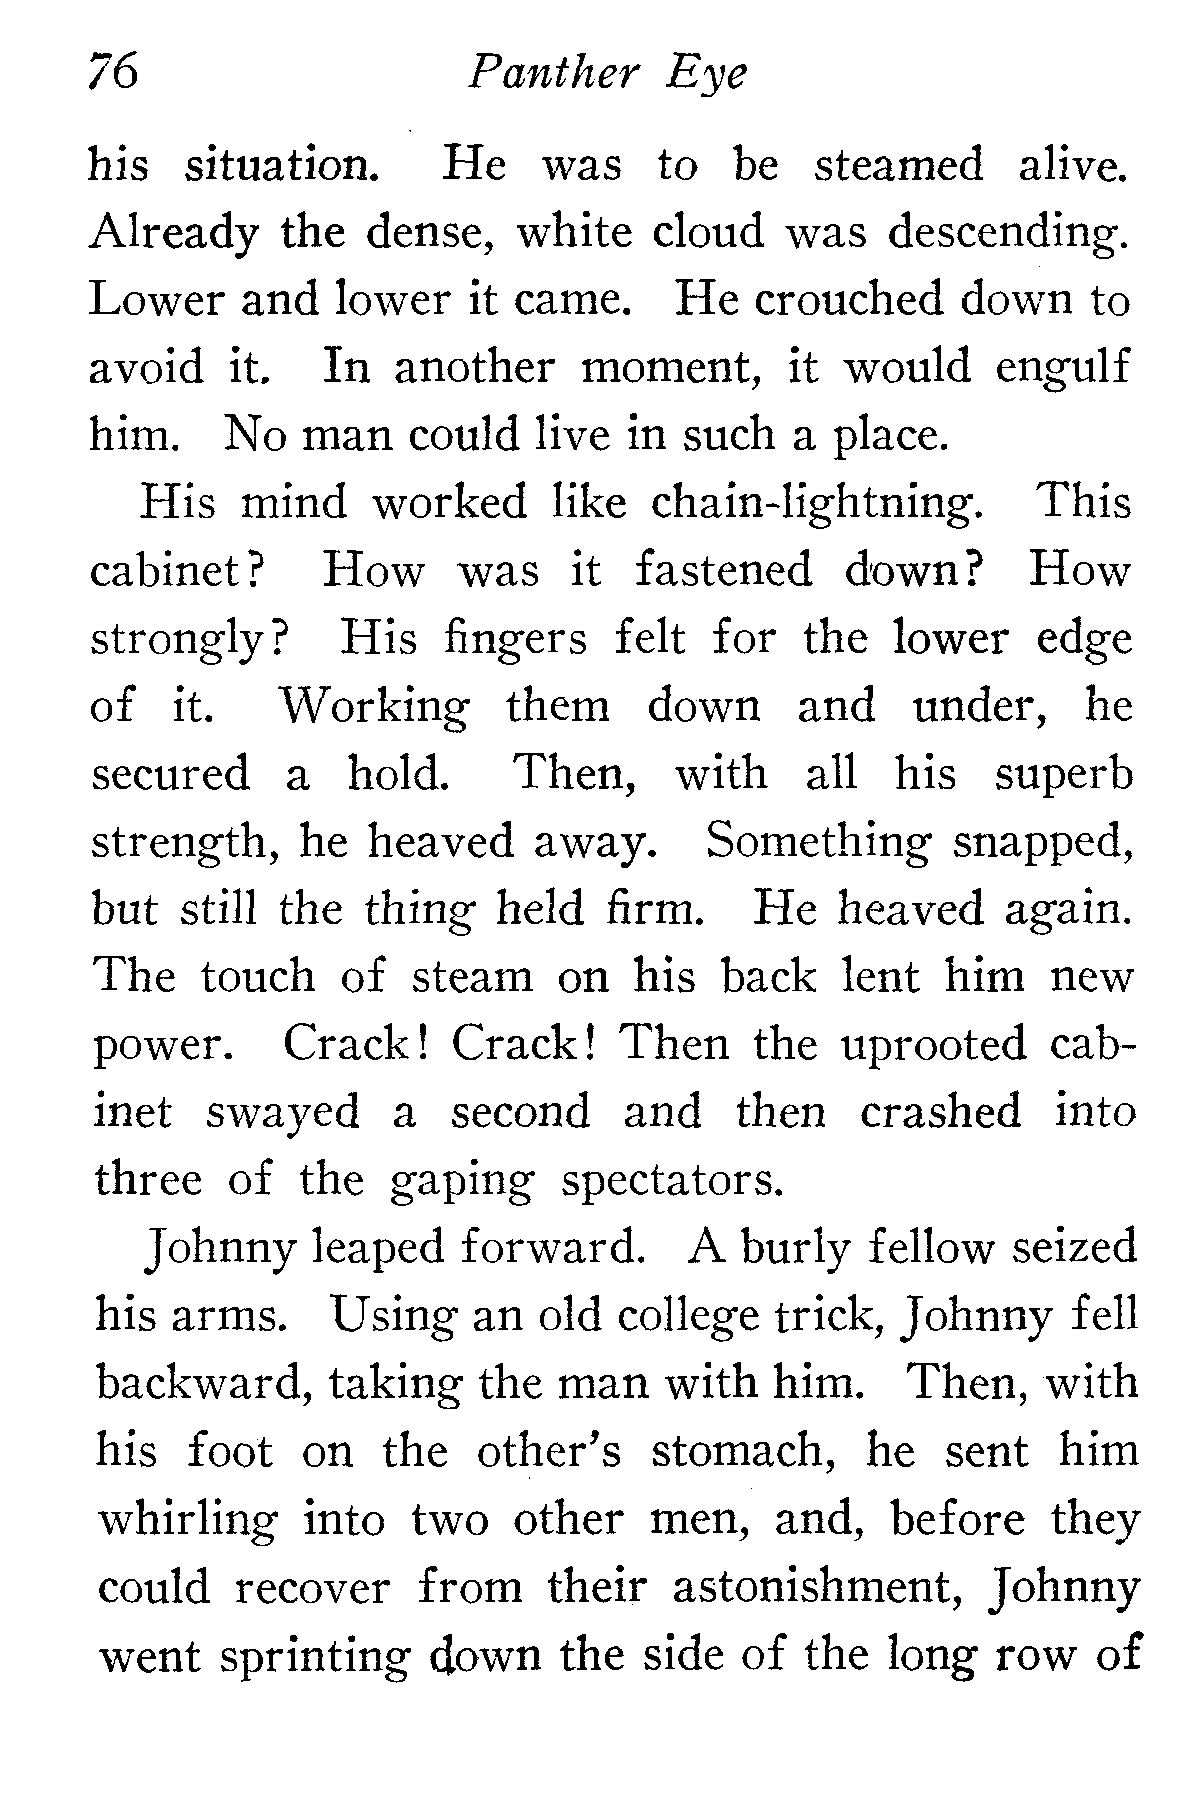 76 Panther Eye
his situation. He was to be steamed alive.
Already the dense, white cloud was descending.
Lower and lower it came. He crouched down to
avoid it. In another moment, it would engulf
him. No man could live in such a place.
His mind worked like chain-lightning. This
cabinet? How was it fastened down? How
strongly? His fingers felt for the lower edge
of it. Working them down and under, he
secured a hold. Then, with all his superb
strength, he heaved away. Something snapped,
but still the thing held firm. He heaved again.
The touch of steam on his back lent him new
power. Crack! Crack! Then the uprooted cab-
inet swayed a second and then crashed into
three of the gaping spectators.
Johnny leaped forward. A burly fellow seized
his arms. Using an old college trick, Johnny fell
backward, taking the man with him. Then, with
his foot on the other's stomach, he sent him
whirling into two other men, and, before they
could recover from their astonishment, Johnny
went sprinting down the side of the long row of